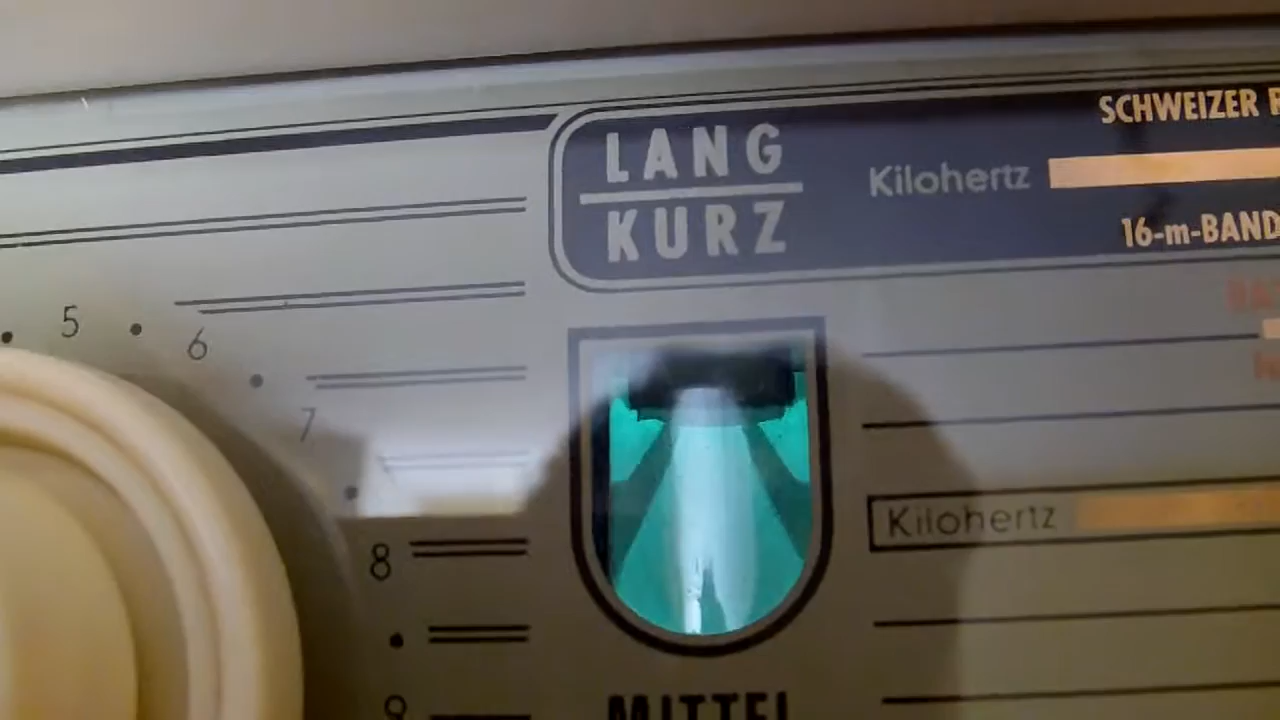 SCHWEIZER
LANG
Kilohertz
KURZ
16-m-BAND
5
6
7
Kilohertz
8
9
MITTEL